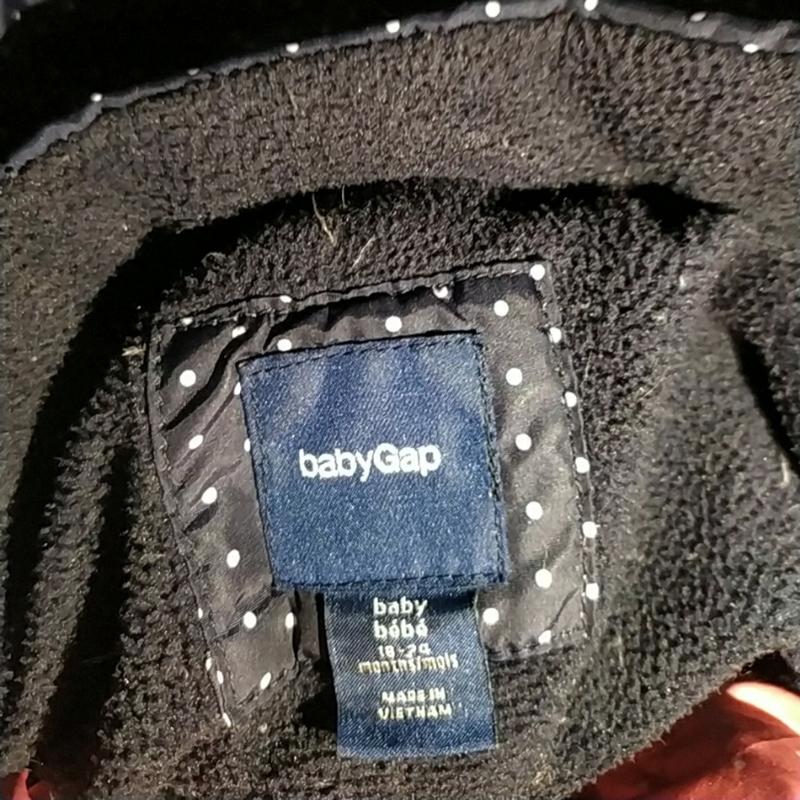 babyGap
baby
bébé
18-24
months/mois
MADE IN
VIETNAM